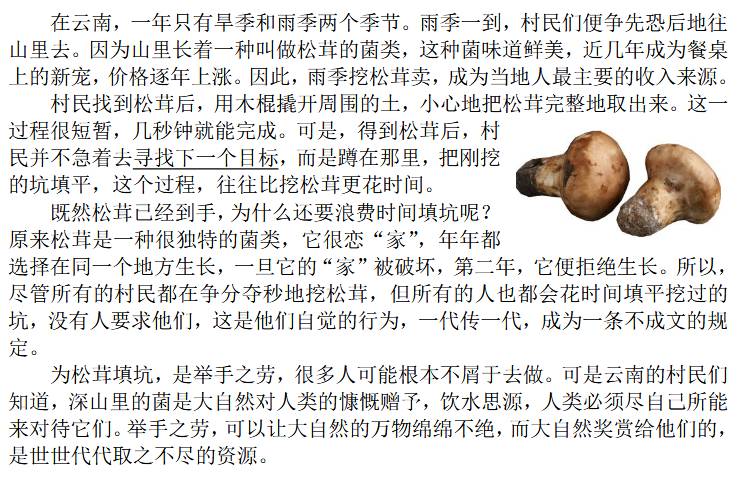 在云南，一年只有旱季和雨季两个季节。雨季一到，村民们便争先恐后地往
山里去。因为山里长着一种叫做松茸的菌类，这种菌味道鲜美，近几年成为餐桌
上的新宠，价格逐年上涨。因此，雨季挖松茸卖，成为当地人最主要的收入来源。
村民找到松茸后，用木棍撬开周围的土，小心地把松茸完整地取出来。这一
过程很短暂，几秒钟就能完成。可是，得到松茸后，村
民并不急着去寻找下一个目标，而是蹲在那里，把刚挖
的坑填平，这个过程，往往比挖松茸更花时间。
既然松茸已经到手，为什么还要浪费时间填坑呢？
原来松茸是一种很独特的菌类，它很恋“家”，年年都
选择在同一个地方生长，一旦它的“家”被破坏，第二年，它便拒绝生长。所以，
尽管所有的村民都在争分夺秒地挖松茸，但所有的人也都会花时间填平挖过的
坑，没有人要求他们，这是他们自觉的行为，一代传一代，成为一条不成文的规
定。
为松茸填坑，是举手之劳，很多人可能根本不屑于去做。可是云南的村民们
知道，深山里的菌是大自然对人类的慷慨赠予，饮水思源，人类必须尽自己所能
来对待它们。举手之劳，可以让大自然的万物绵绵不绝，而大自然奖赏给他们的，
是世世代代取之不尽的资源。